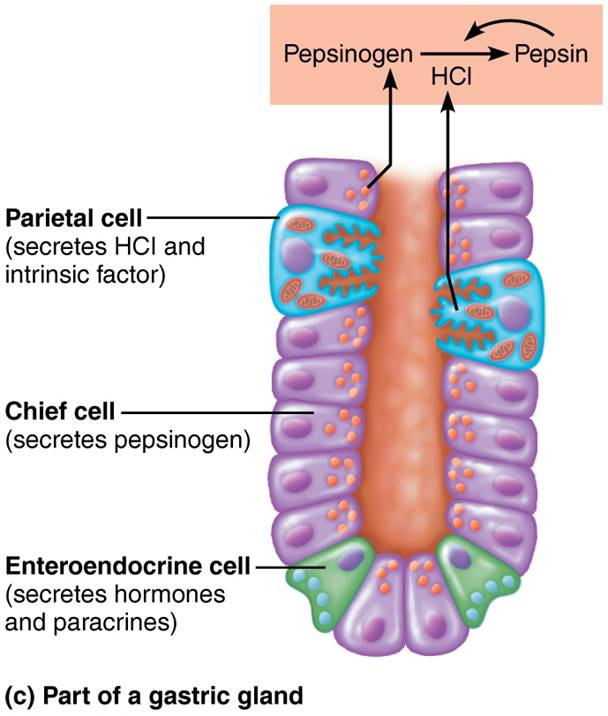 Pepsinogen Pepsin
HCl
Parietal cell
(secretes HCl and
intrinsic factor)
Chief cell
(secretes pepsinogen)
Enteroendocrine cell
(secretes hormones
and paracrines)
(c) Part of a gastric gland